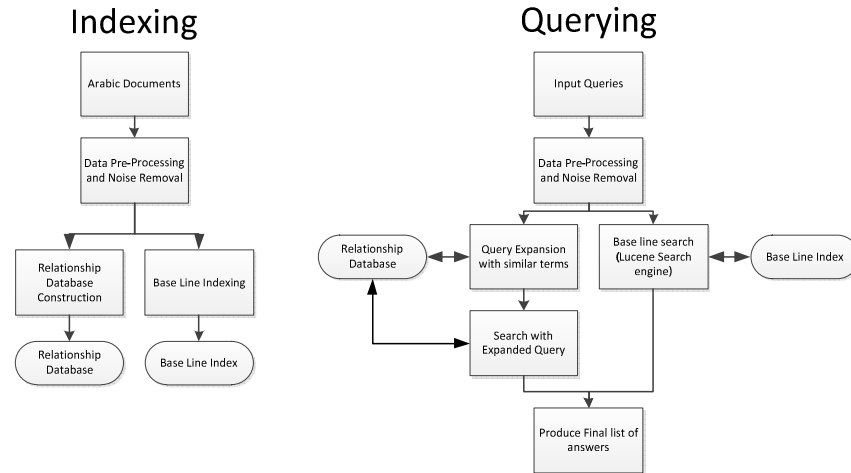 Indexing
Arabic Documents
Data Pre-Processing
and Noise Removal
Relationship
Database
Construction
Base Line Indexing
Relationship
Database
Base Line Index
Querying
Input Queries
Data Pre-Processing
and Noise Removal
Relationship
Database
Query Expansion
with similar terms
Base line search
(Lucene Search
engine)
Base Line Index
Search with
Expanded Query
Produce Final list of
answers